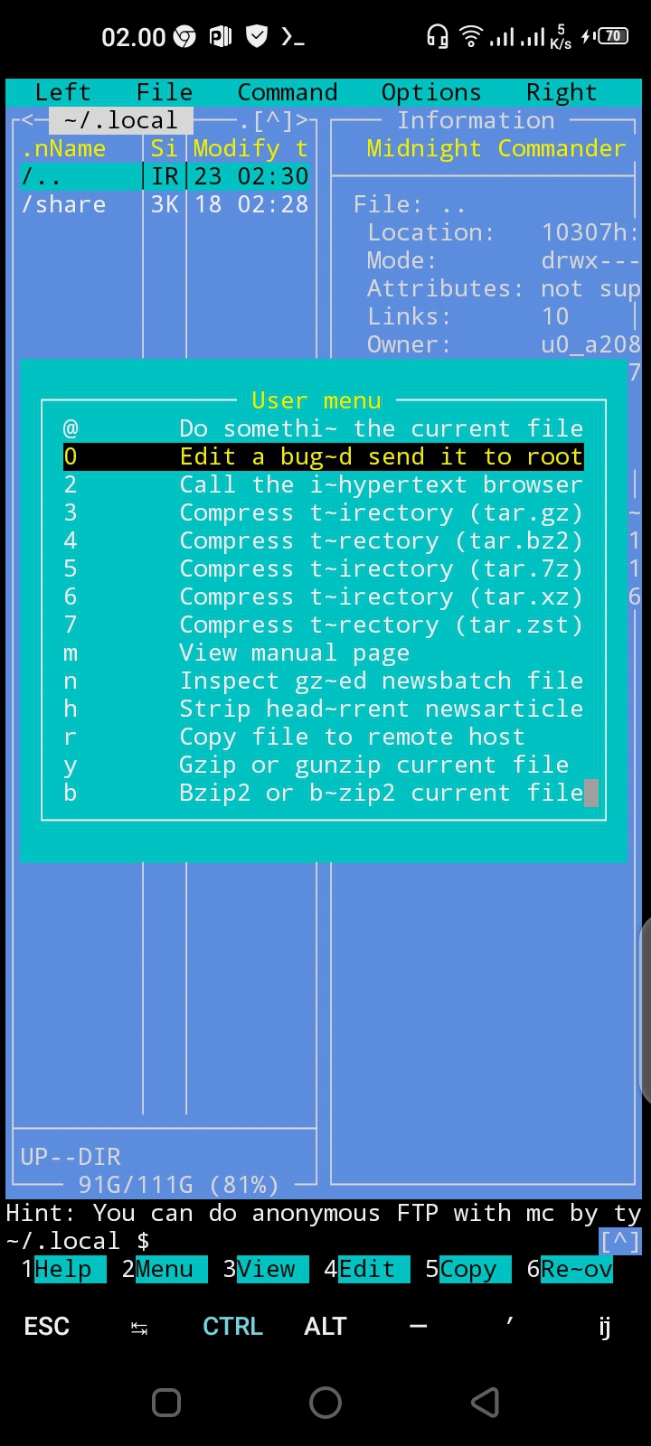 02.00 5 K/s 70
Left File Command Options Right
<— ~/.local —.[^]> Information
.nName Si Modify t Midnight Commander
/.. IR 23 02:30
/share 3K 18 02:28 File: ..
Location: 10307h:
Mode: drwx---
Attributes: not sup
Links: 10
Owner: u0_a208
7
User menu
@ Do somethi~ the current file
0 Edit a bug~d send it to root
2 Call the i~hypertext browser
3 Compress t~irectory (tar.gz) ~
4 Compress t~rectory (tar.bz2) 1
5 Compress t~irectory (tar.7z) 1
6 Compress t~irectory (tar.xz) 6
7 Compress t~rectory (tar.zst)
m View manual page
n Inspect gz~ed newsbatch file
h Strip head~rrent newsarticle
r Copy file to remote host
y Gzip or gunzip current file
b Bzip2 or b~zip2 current file
UP--DIR
91G/111G (81%)
Hint: You can do anonymous FTP with mc by ty
~/.local $ [^]
1Help 2Menu 3View 4Edit 5Copy 6Re~ov
ESC ⇆ CTRL ALT — ′ ij